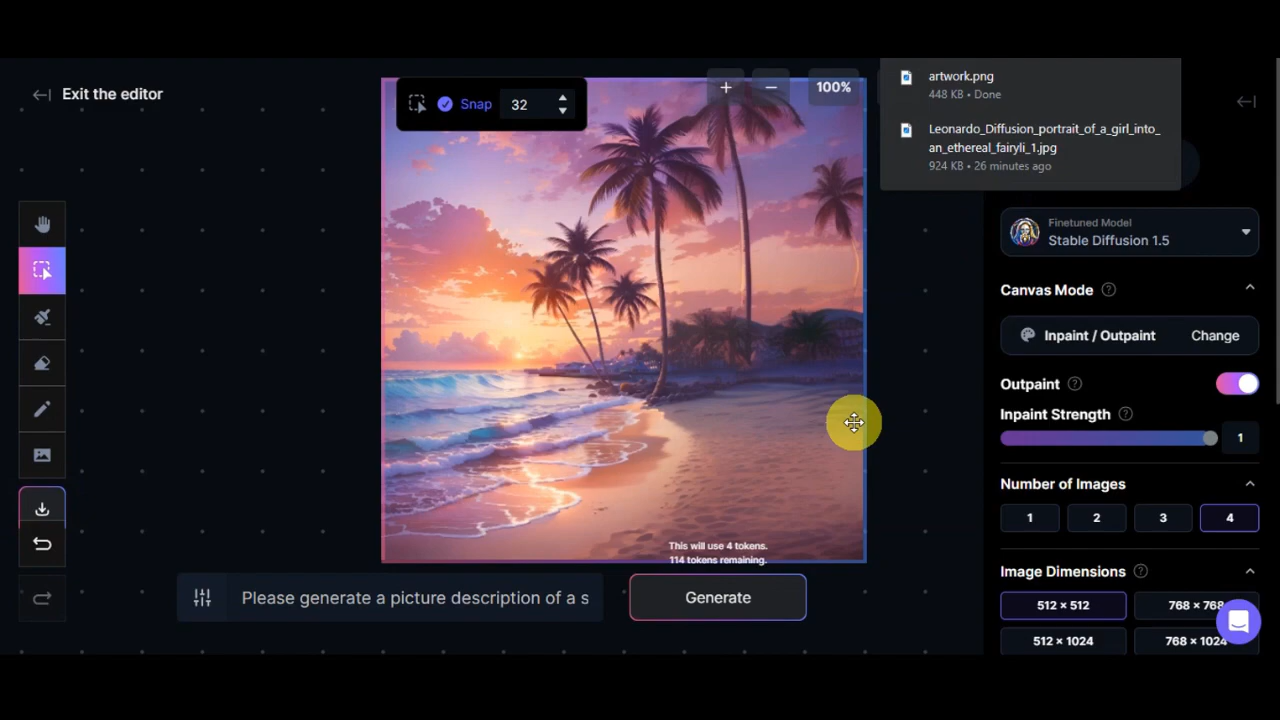 Exit the editor
Snap
32
100%
artwork.png
448 KB • Done
Leonardo_Diffusion_portrait_of_a_girl_into_
an_ethereal_fairyli_1.jpg
924 KB • 26 minutes ago
Finetuned Model
Stable Diffusion 1.5
Canvas Mode
Inpaint / Outpaint
Change
Outpaint
Inpaint Strength
1
Number of Images
1
2
3
4
Image Dimensions
512 × 512
768 × 768
512 × 1024
768 × 1024
This will use 4 tokens.
114 tokens remaining.
Please generate a picture description of a s
Generate